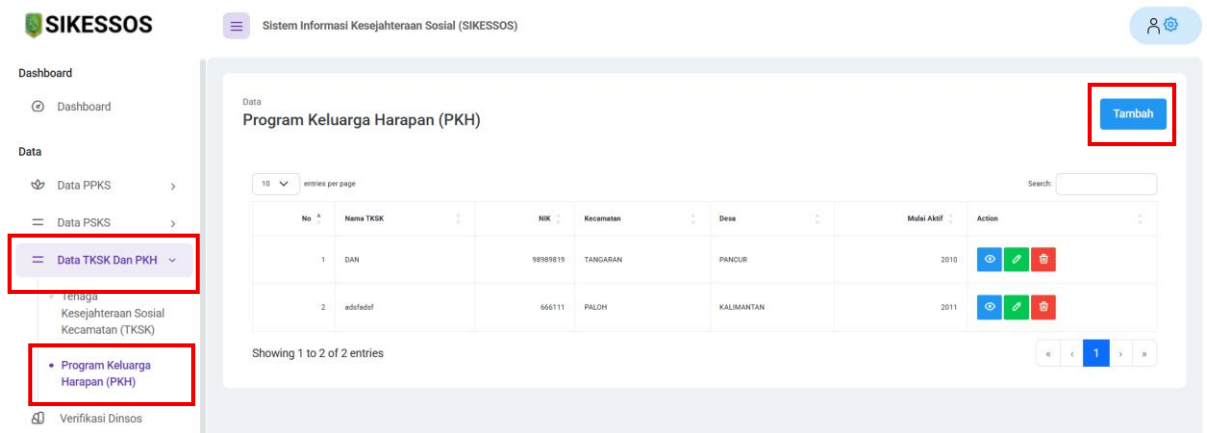 SIKESSOS
Sistem Informasi Kesejahteraan Sosial (SIKESSOS)
Dashboard
Dashboard
Data
Data PPKS
Data PSKS
Data TKSK Dan PKH
Tenaga
Kesejahteraan Sosial
Kecamatan (TKSK)
Program Keluarga
Harapan (PKH)
Verifikasi Dinsos
Data
Program Keluarga Harapan (PKH)
Tambah
10 entries per page
Search:
No Nama TKSK NIK Kecamatan Desa Mulai Aktif Action
1 DAN 98989819 TANGARAN PANCUR 2010
2 adsfadsf 666111 PALOH KALIMANTAN 2011
Showing 1 to 2 of 2 entries
« ‹ 1 › »